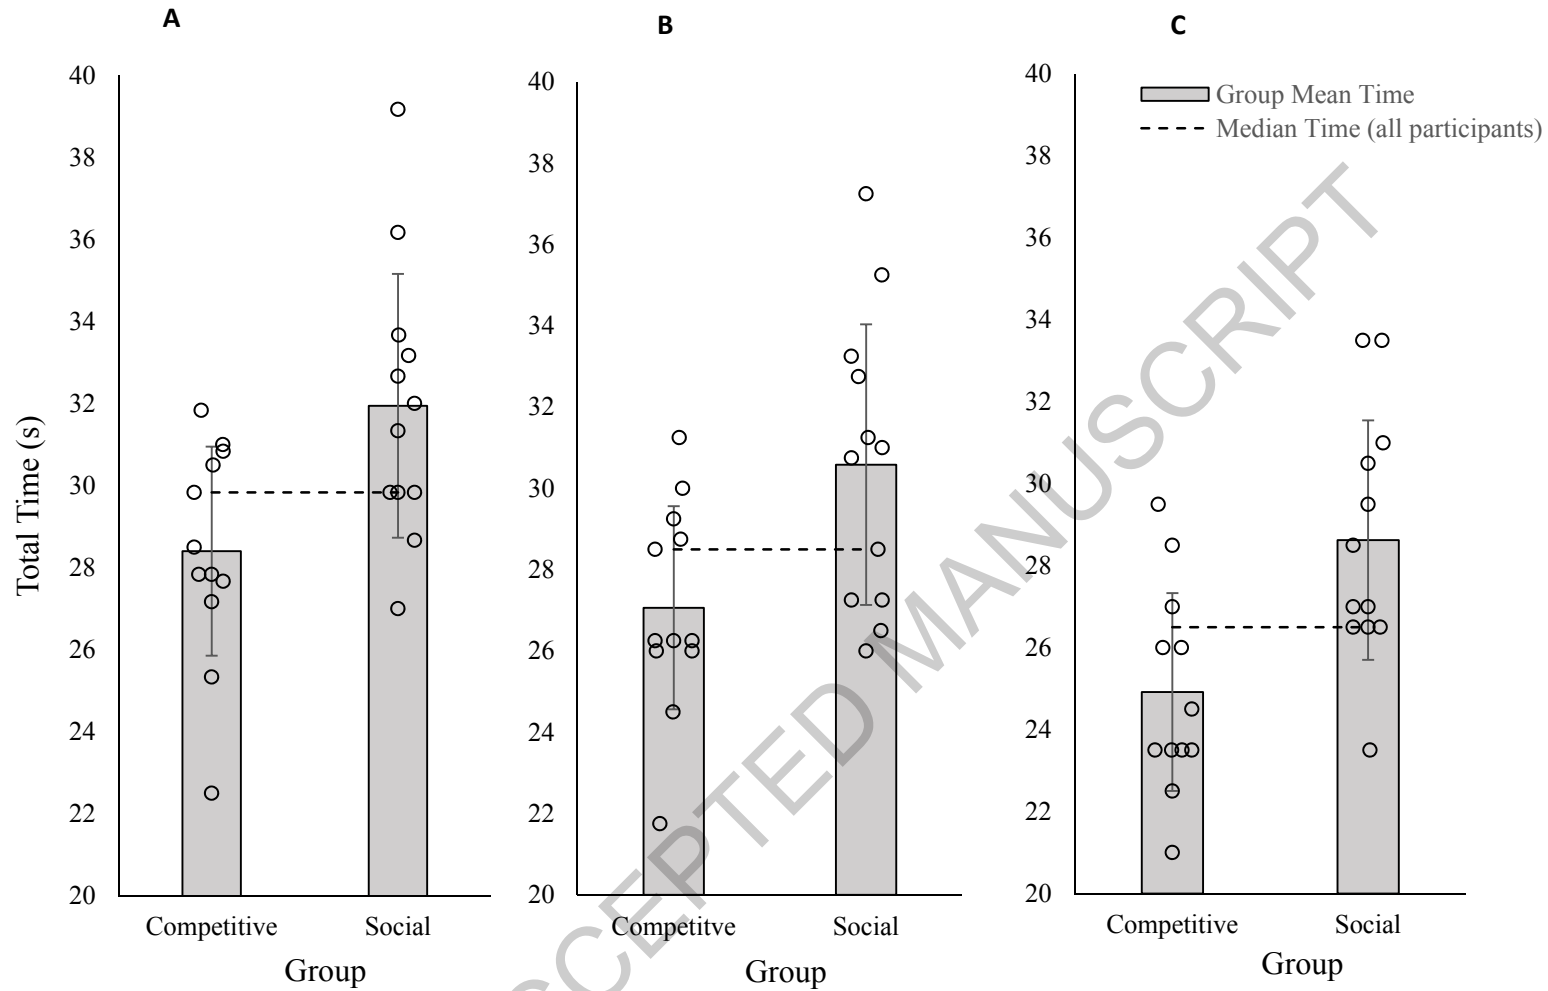 A
B
C
40
38
36
34
32
30
28
26
24
22
20
Total Time (s)
Competitive
Social
Group
40
38
36
34
32
30
28
26
24
22
20
Competitve
Social
Group
40
38
36
34
32
30
28
26
24
22
20
Competitive
Social
Group
Group Mean Time
Median Time (all participants)
SCEPTED MANUSCRIPT